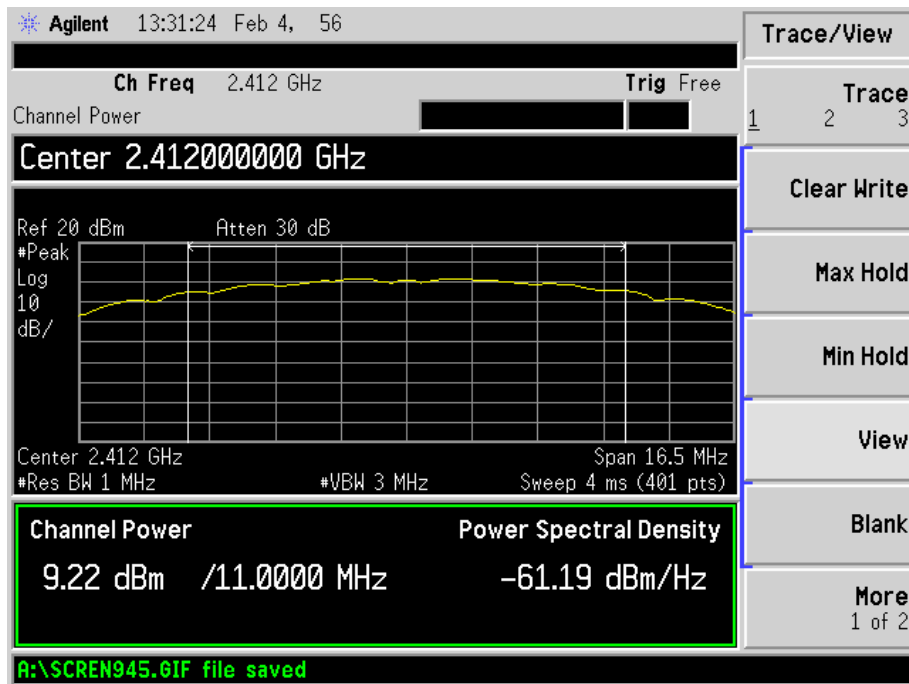 Agilent 13:31:24 Feb 4, 56
Trace/View
Ch Freq 2.412 GHz Trig Free
Channel Power
Trace
1 2 3
Center 2.412000000 GHz
Clear Write
Ref 20 dBm Atten 30 dB
#Peak
Log
10
dB/
Max Hold
Min Hold
Center 2.412 GHz Span 16.5 MHz
#Res BW 1 MHz #VBW 3 MHz Sweep 4 ms (401 pts)
View
Channel Power Power Spectral Density
9.22 dBm /11.0000 MHz -61.19 dBm/Hz
Blank
More
1 of 2
A:\SCREN945.GIF file saved